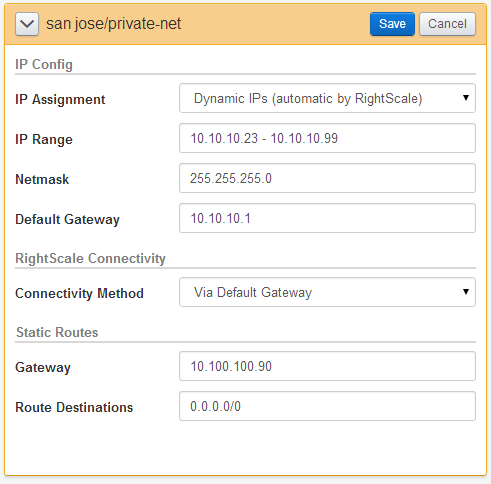 san jose/private-net Save Cancel
IP Config
IP Assignment Dynamic IPs (automatic by RightScale)
IP Range 10.10.10.23 - 10.10.10.99
Netmask 255.255.255.0
Default Gateway 10.10.10.1
RightScale Connectivity
Connectivity Method Via Default Gateway
Static Routes
Gateway 10.100.100.90
Route Destinations 0.0.0.0/0